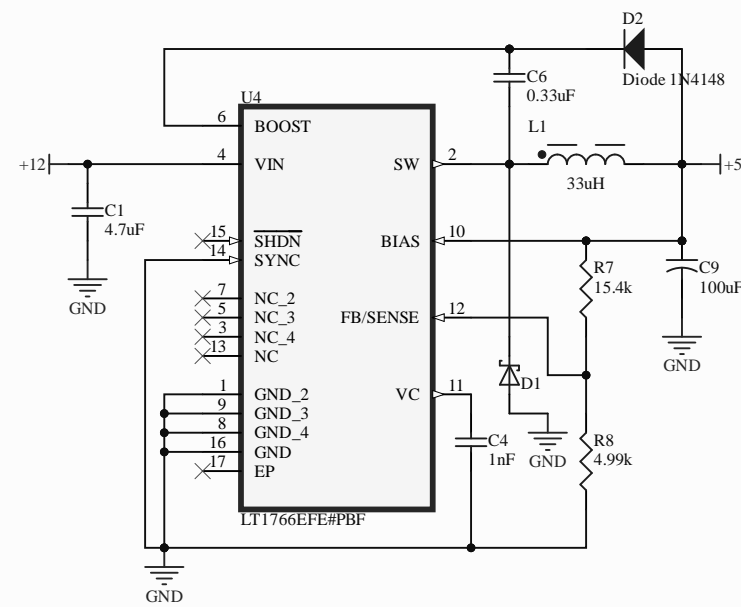 D2
Diode 1N4148
C6
0.33uF
U4
L1
6
BOOST
+12
4
VIN
SW
2
33uH
+5
C1
4.7uF
15
SHDN
BIAS
10
14
SYNC
R7
15.4k
C9
100uF
GND
7
NC_2
5
NC_3
FB/SENSE
12
3
NC_4
13
NC
GND
1
GND_2
VC
11
D1
9
GND_3
8
GND_4
16
GND
17
EP
C4
1nF
GND
R8
4.99k
LT1766EFE#PBF
GND